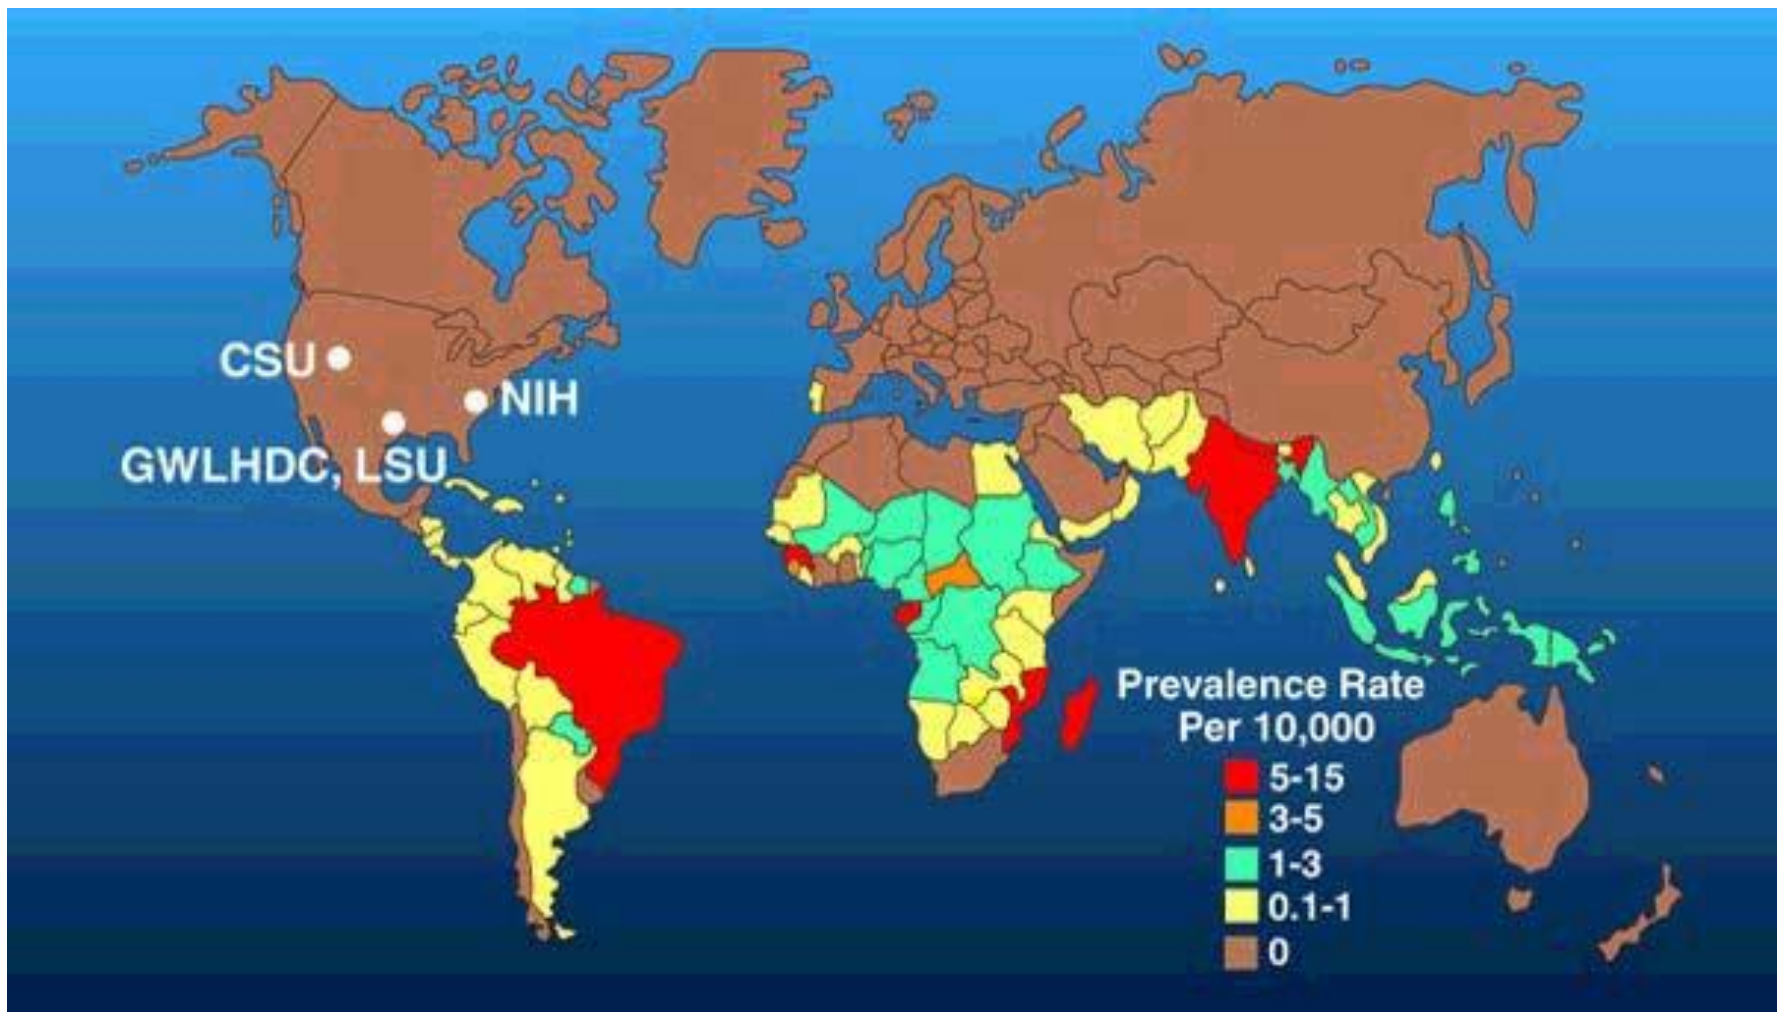 CSU
NIH
GWLHDC, LSU
Prevalence Rate
Per 10,000
5-15
3-5
1-3
0.1-1
0